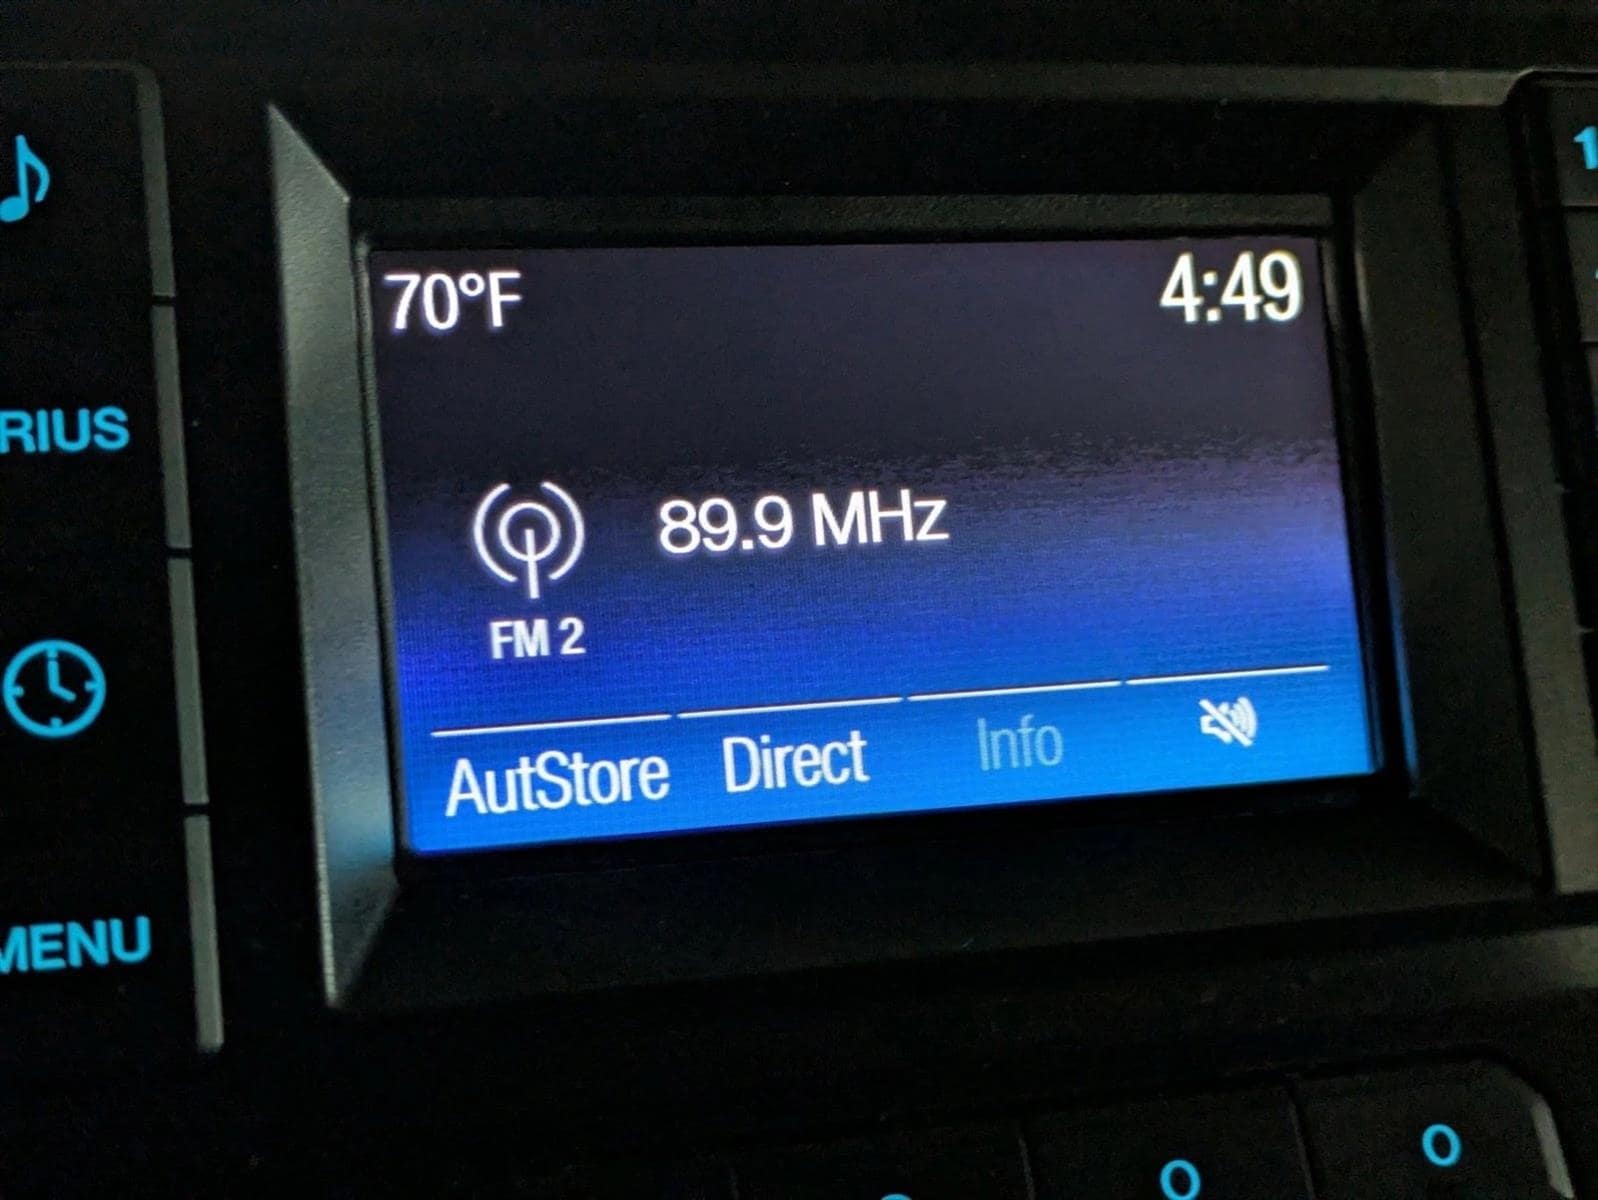 70°F 4:49
RIUS
89.9 MHz
FM 2
AutStore Direct Info
MENU